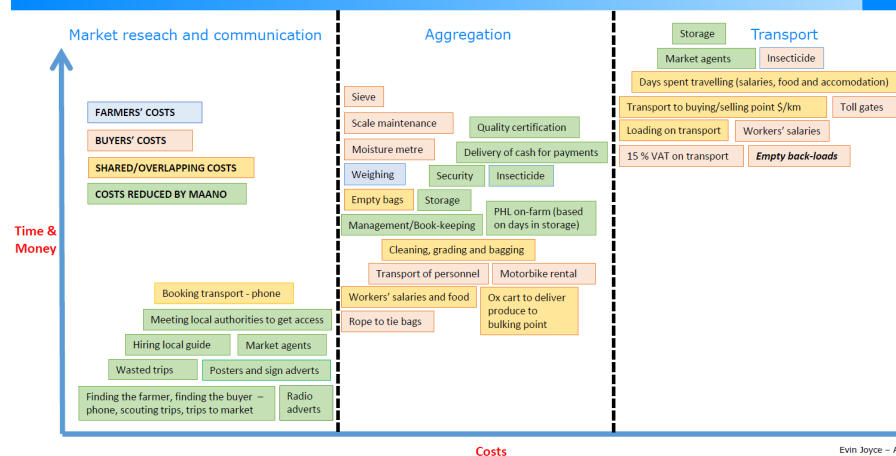 Market reseach and communication
Aggregation
Transport
FARMERS' COSTS
BUYERS' COSTS
SHARED/OVERLAPPING COSTS
COSTS REDUCED BY MAANO
Time &
Money
Booking transport - phone
Meeting local authorities to get access
Hiring local guide
Market agents
Wasted trips
Posters and sign adverts
Finding the farmer, finding the buyer –
phone, scouting trips, trips to market
Radio
adverts
Sieve
Scale maintenance
Quality certification
Moisture metre
Delivery of cash for payments
Weighing
Security
Insecticide
Empty bags
Storage
PHL on-farm (based
on days in storage)
Management/Book-keeping
Cleaning, grading and bagging
Transport of personnel
Motorbike rental
Workers' salaries and food
Ox cart to deliver
produce to
bulking point
Rope to tie bags
Storage
Market agents
Insecticide
Days spent travelling (salaries, food and accomodation)
Transport to buying/selling point $/km
Toll gates
Loading on transport
Workers' salaries
15 % VAT on transport
Empty back-loads
Costs
Evin Joyce – A